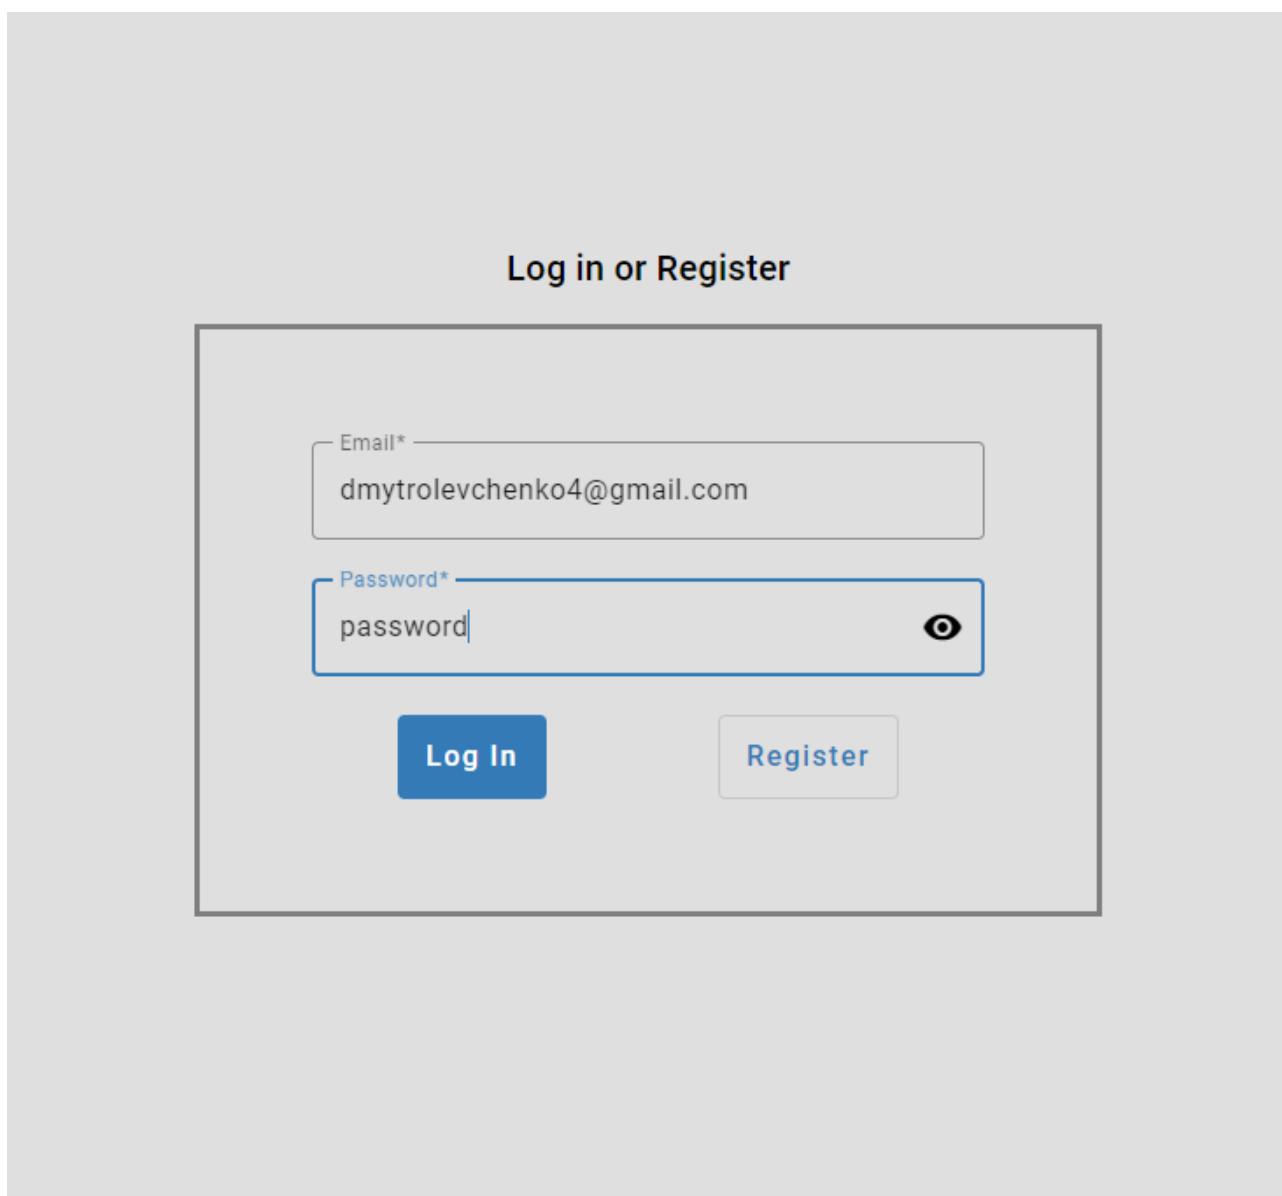 Log in or Register
Email*
dmytrolevchenko4@gmail.com
Password*
password
Log In
Register